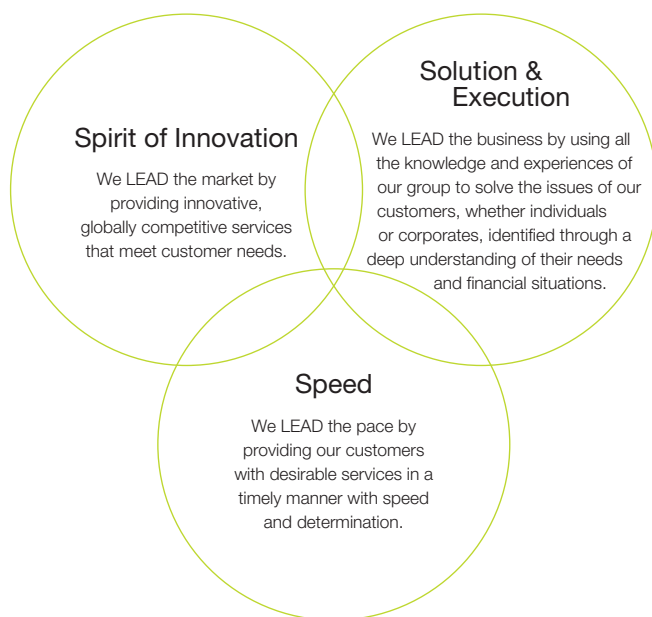 Spirit of Innovation
We LEAD the market by
providing innovative,
globally competitive services
that meet customer needs.
Solution &
Execution
We LEAD the business by using all
the knowledge and experiences of
our group to solve the issues of our
customers, whether individuals
or corporates, identified through a
deep understanding of their needs
and financial situations.
Speed
We LEAD the pace by
providing our customers
with desirable services in a
timely manner with speed
and determination.